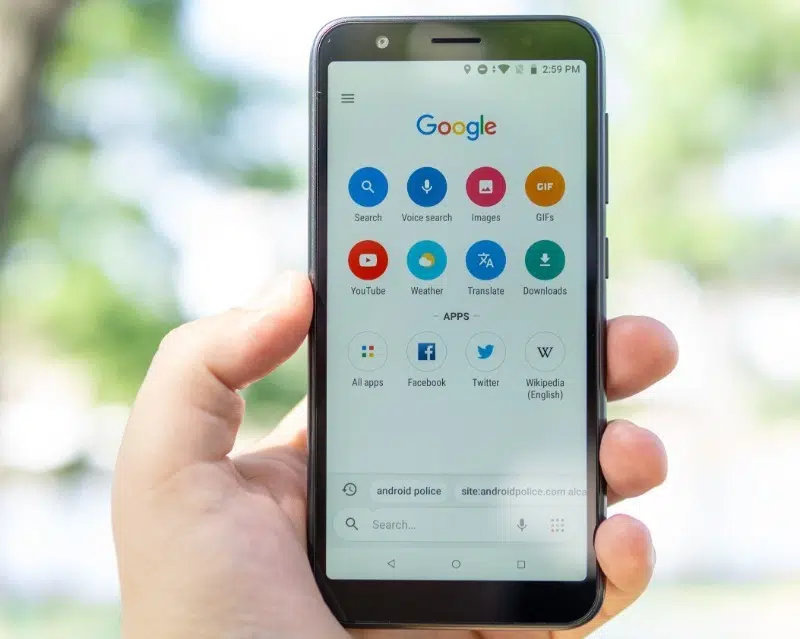 2:59 PM
Google
Search Voice search Images GIFs
GIF
YouTube Weather Translate Downloads
APPS
All apps Facebook Twitter Wikipedia
(English)
W
android police site:androidpolice.com alca
Search...